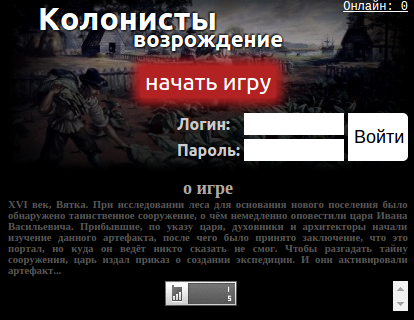 Онлайн: 0
Колонисты
возрождение
начать игру
Логин:
Пароль:
Войти
о игре
XVI век, Вятка. При исследовании леса для основания нового поселения было
обнаружено таинственное сооружение, о чём немедленно оповестили царя Ивана
Васильевича. Прибывшие, по указу царя, духовники и архитекторы начали
изучение данного артефакта, после чего было принято заключение, что это
портал, но куда он ведёт никто сказать не смог. Чтобы разгадать тайну
сооружения, царь издал приказ о создании экспедиции. И они активировали
артефакт...
1
5